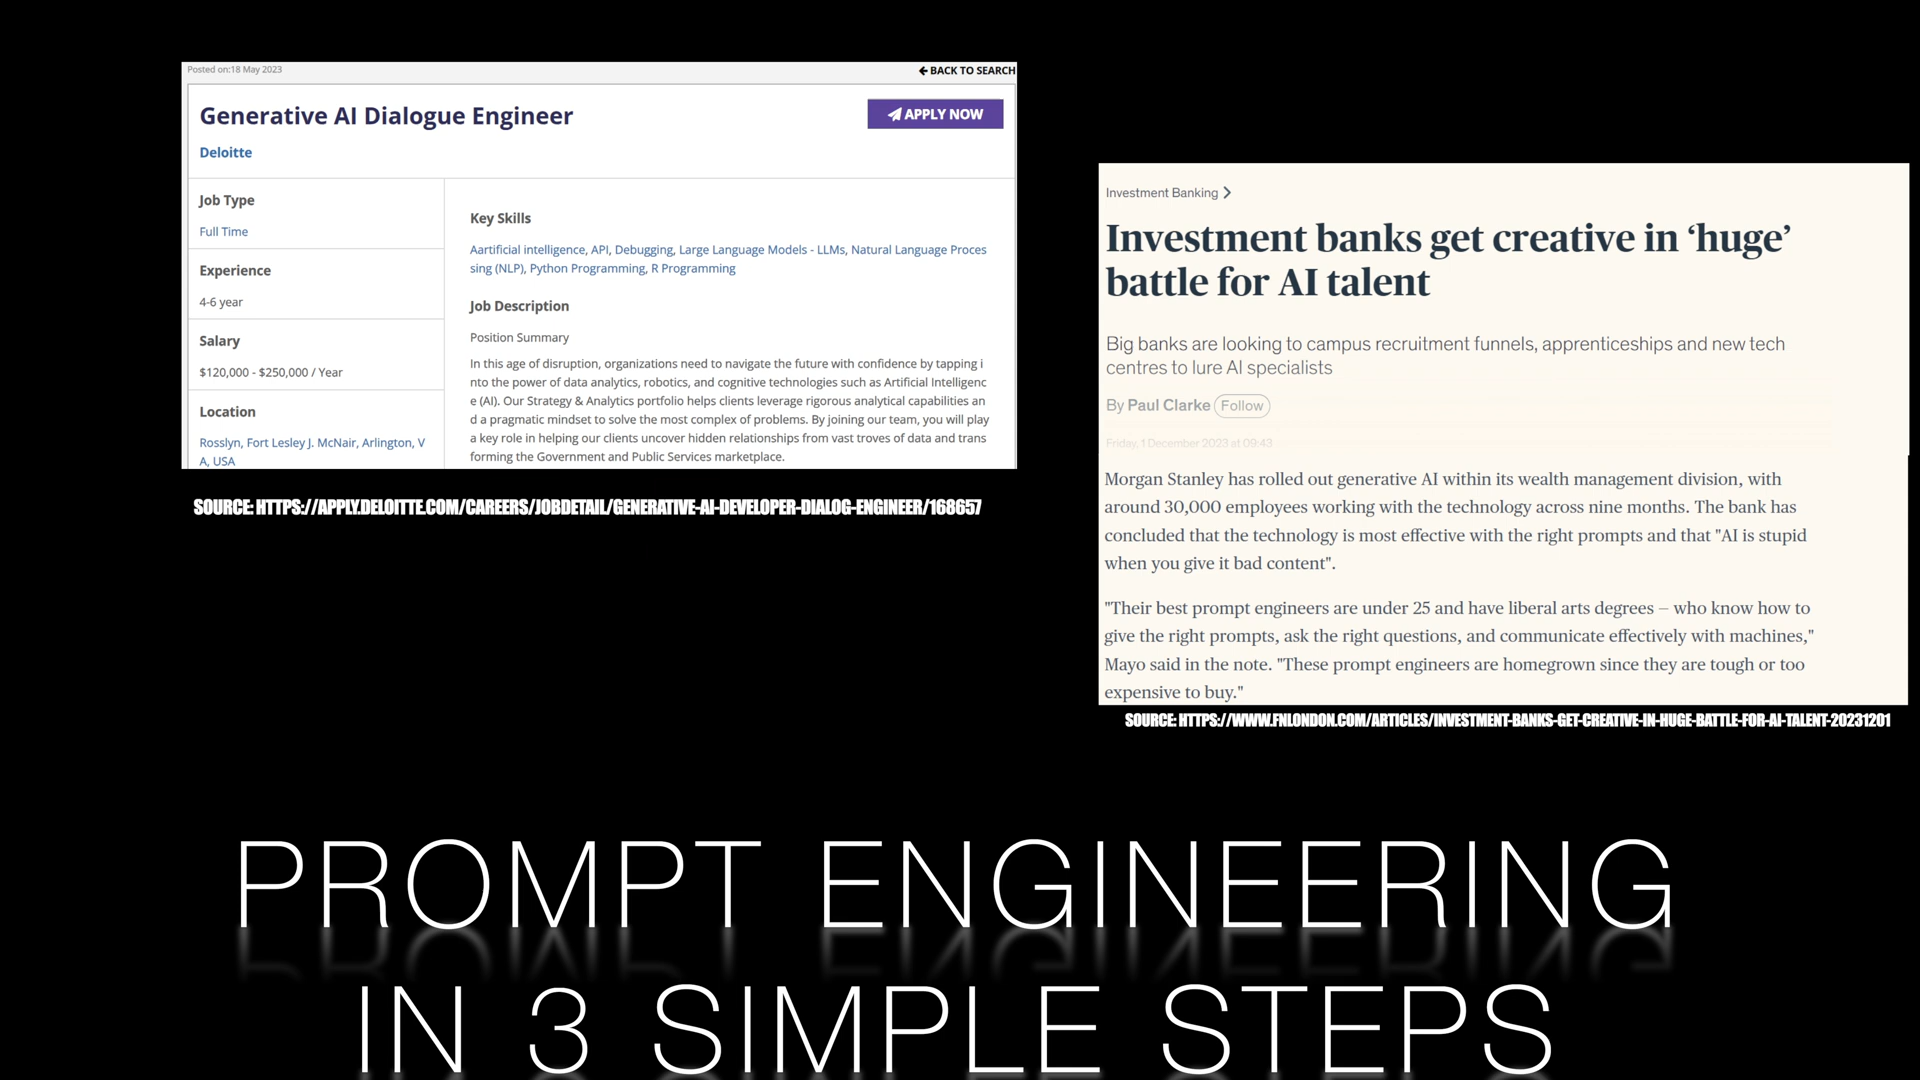 Posted on:18 May 2023
BACK TO SEARCH
Generative AI Dialogue Engineer
APPLY NOW
Deloitte
Job Type
Full Time
Experience
4-6 year
Salary
$120,000 - $250,000 / Year
Location
Rosslyn, Fort Lesley J. McNair, Arlington, V
A, USA
Key Skills
Aartificial intelligence, API, Debugging, Large Language Models - LLMs, Natural Language Proces
sing (NLP), Python Programming, R Programming
Job Description
Position Summary
In this age of disruption, organizations need to navigate the future with confidence by tapping i
nto the power of data analytics, robotics, and cognitive technologies such as Artificial Intelligenc
e (AI). Our Strategy & Analytics portfolio helps clients leverage rigorous analytical capabilities an
d a pragmatic mindset to solve the most complex of problems. By joining our team, you will play
a key role in helping our clients uncover hidden relationships from vast troves of data and trans
forming the Government and Public Services marketplace.
SOURCE: HTTPS://APPLY.DELOITTE.COM/CAREERS/JOBDETAIL/GENERATIVE-AI-DEVELOPER-DIALOG-ENGINEER/168657
Investment Banking
Investment banks get creative in ‘huge’
battle for AI talent
Big banks are looking to campus recruitment funnels, apprenticeships and new tech
centres to lure AI specialists
By Paul Clarke Follow
Friday, 1 December 2023 at 09:43
Morgan Stanley has rolled out generative AI within its wealth management division, with
around 30,000 employees working with the technology across nine months. The bank has
concluded that the technology is most effective with the right prompts and that "AI is stupid
when you give it bad content".
"Their best prompt engineers are under 25 and have liberal arts degrees – who know how to
give the right prompts, ask the right questions, and communicate effectively with machines,"
Mayo said in the note. "These prompt engineers are homegrown since they are tough or too
expensive to buy."
SOURCE: HTTPS://WWW.FNLONDON.COM/ARTICLES/INVESTMENT-BANKS-GET-CREATIVE-IN-HUGE-BATTLE-FOR-AI-TALENT-20231201
PROMPT ENGINEERING
IN 3 SIMPLE STEPS